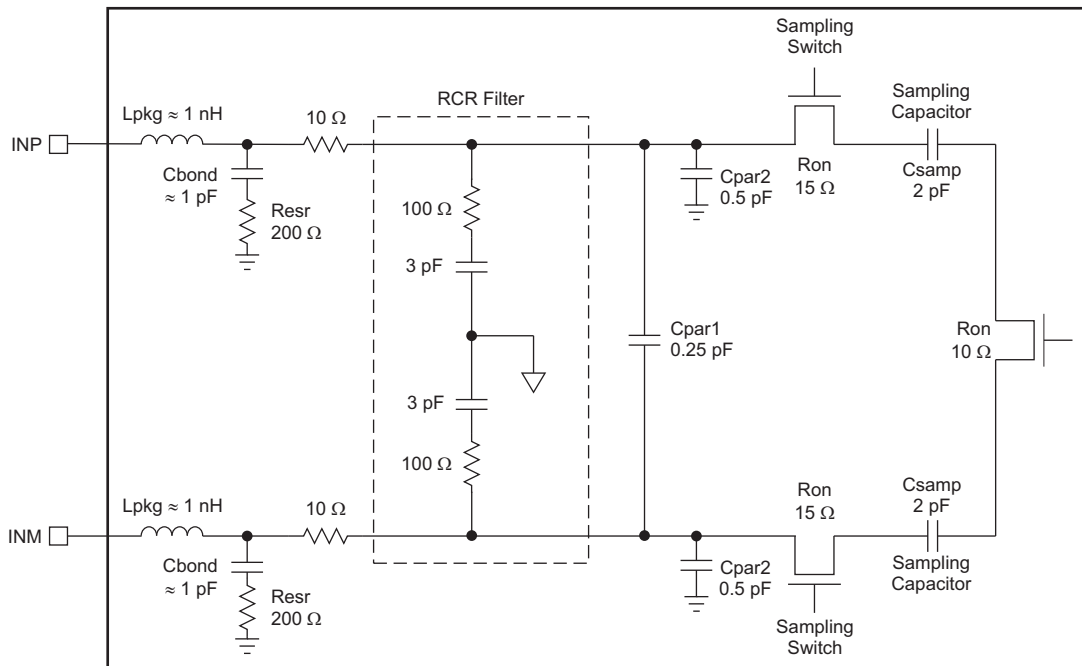 Sampling
Switch
Lpkg ≈ 1 nH
10 Ω
RCR Filter
Sampling
Capacitor
INP
Cbond
≈ 1 pF
Resr
200 Ω
100 Ω
3 pF
Cpar2
0.5 pF
Ron
15 Ω
Csamp
2 pF
Cpar1
0.25 pF
Ron
10 Ω
3 pF
100 Ω
Lpkg ≈ 1 nH
10 Ω
Ron
15 Ω
Csamp
2 pF
INM
Cbond
≈ 1 pF
Resr
200 Ω
Cpar2
0.5 pF
Sampling
Capacitor
Sampling
Switch